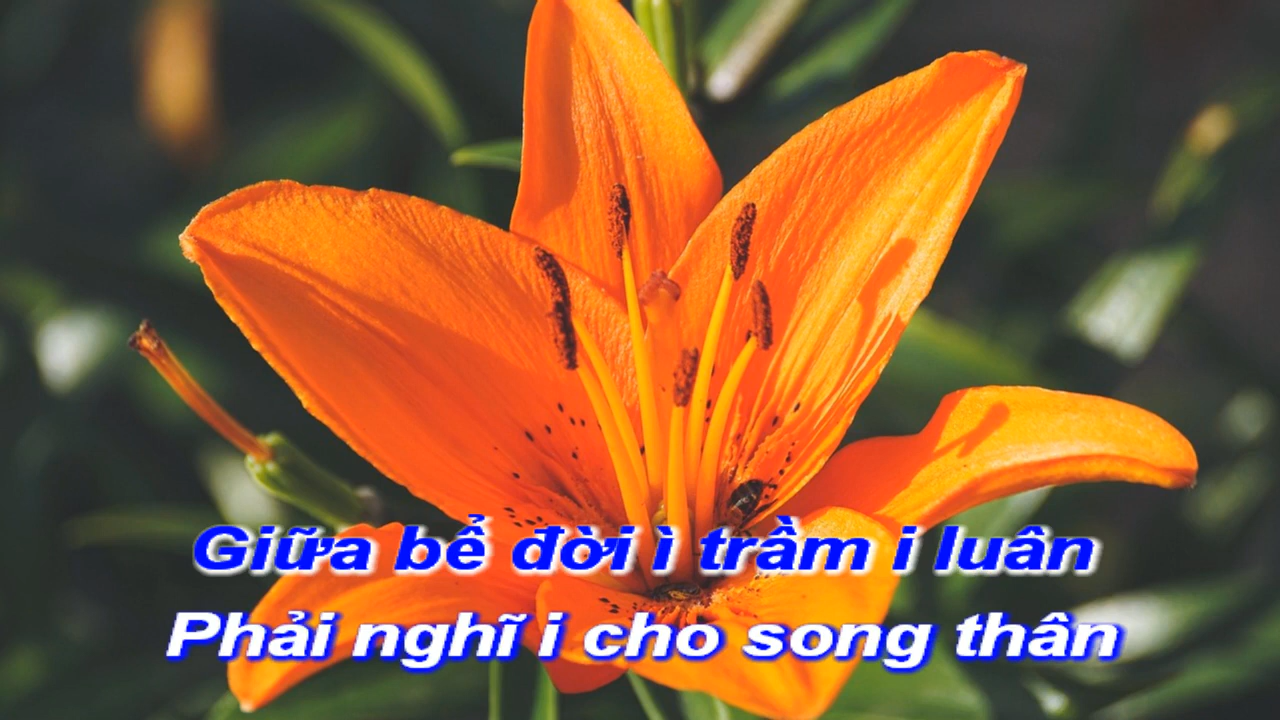 Giữa bể đời ì trầm i luân
Phải nghĩ i cho song thân